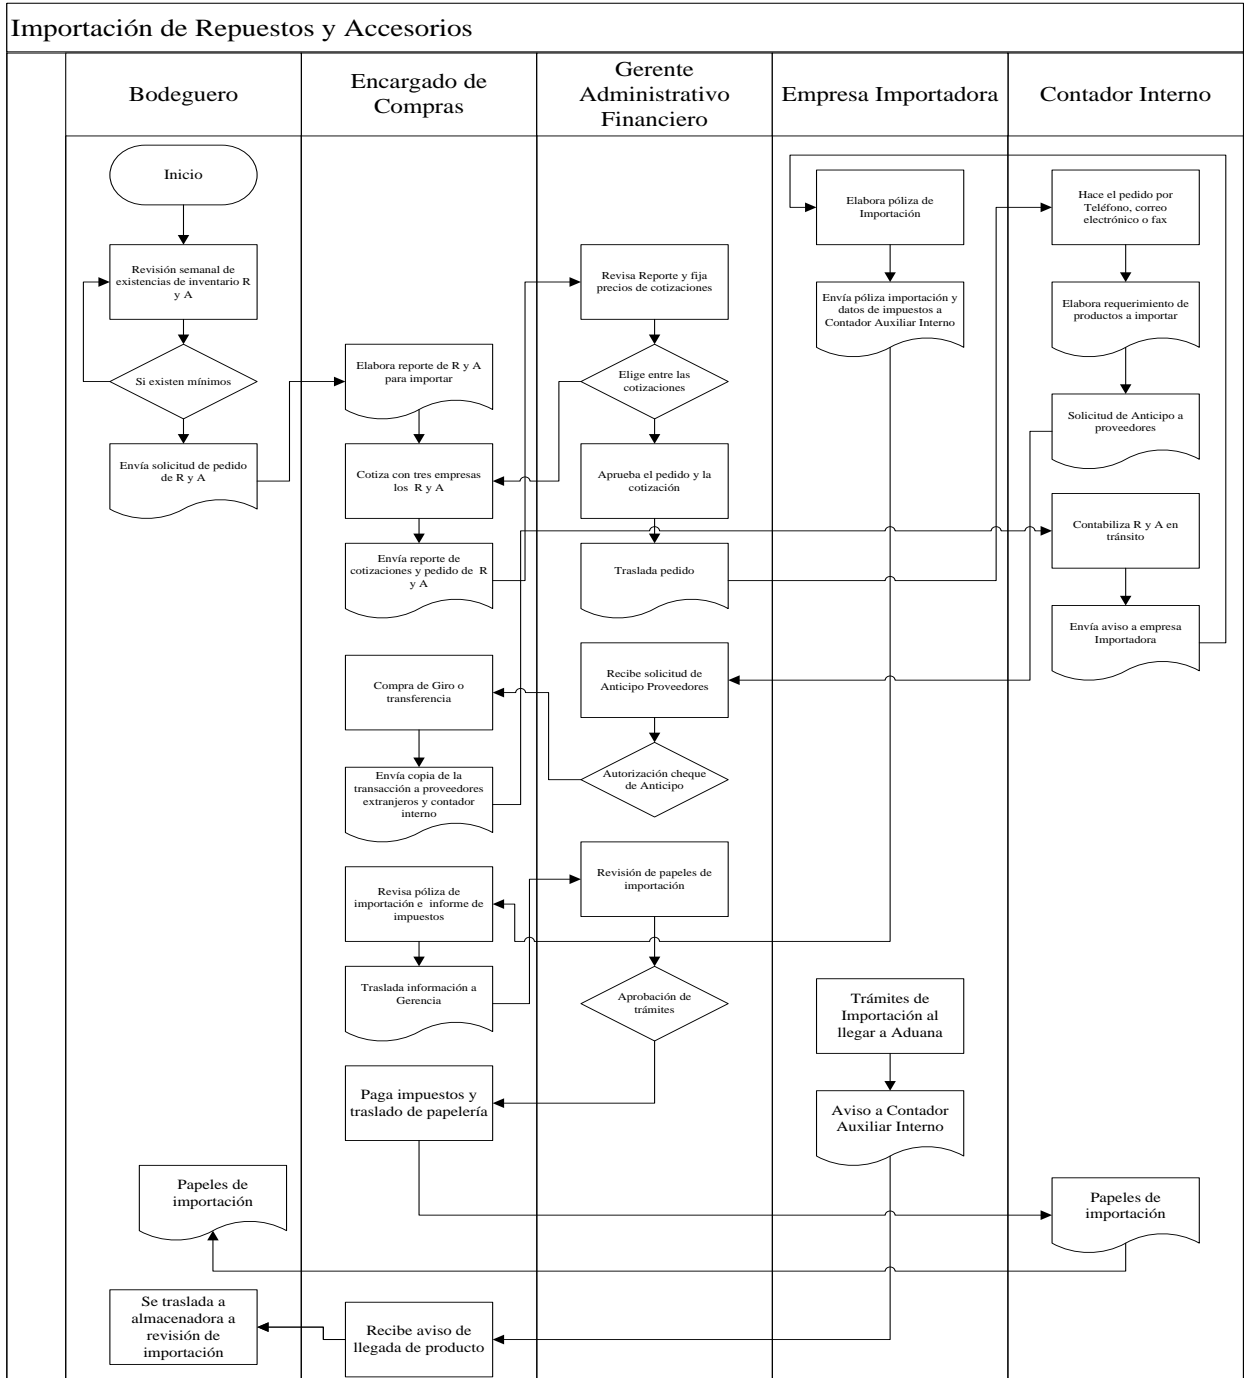 Importación de Repuestos y Accesorios
Bodeguero
Encargado de
Compras
Gerente
Administrativo
Financiero
Empresa Importadora
Contador Interno
Inicio
Revisión semanal de
existencias de inventario R
y A
Si existen mínimos
Envía solicitud de pedido
de R y A
Papeles de
importación
Se traslada a
almacenadora a
revisión de
importación
Elabora reporte de R y A
para importar
Cotiza con tres empresas
los R y A
Envía reporte de
cotizaciones y pedido de R
y A
Compra de Giro o
transferencia
Envía copia de la
transacción a proveedores
extranjeros y contador
interno
Revisa póliza de
importación e informe de
impuestos
Traslada información a
Gerencia
Paga impuestos y
traslado de papelería
Recibe aviso de
llegada de producto
Revisa Reporte y fija
precios de cotizaciones
Elige entre las
cotizaciones
Aprueba el pedido y la
cotización
Traslada pedido
Recibe solicitud de
Anticipo Proveedores
Autorización cheque
de Anticipo
Revisión de papeles de
importación
Aprobación de
trámites
Elabora póliza de
Importación
Envía póliza importación y
datos de impuestos a
Contador Auxiliar Interno
Trámites de
Importación al
llegar a Aduana
Aviso a Contador
Auxiliar Interno
Hace el pedido por
Teléfono, correo
electrónico o fax
Elabora requerimiento de
productos a importar
Solicitud de Anticipo a
proveedores
Contabiliza R y A en
tránsito
Envía aviso a empresa
Importadora
Papeles de
importación